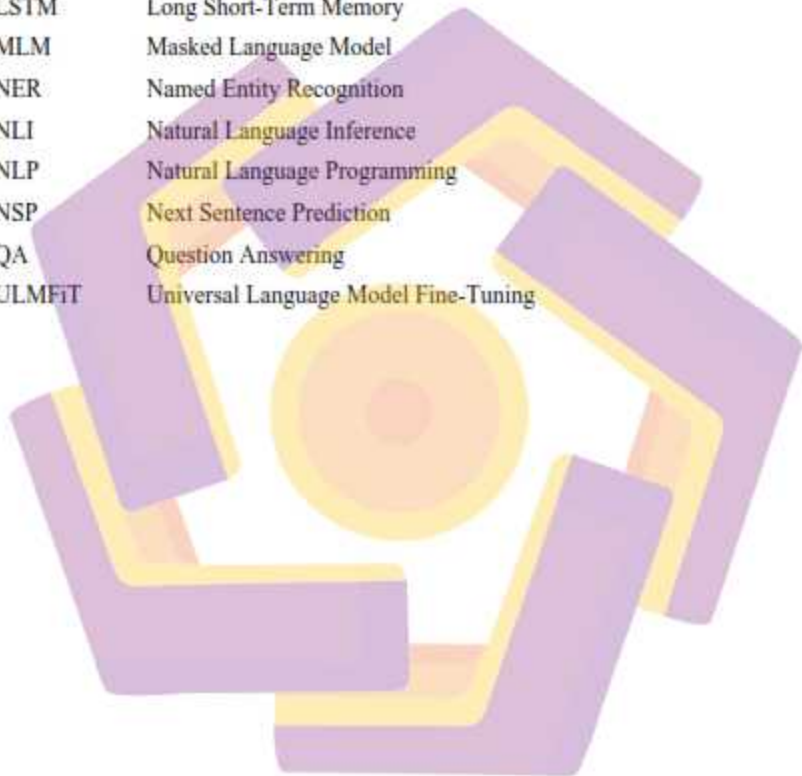 LSTM Long Short-Term Memory
MLM Masked Language Model
NER Named Entity Recognition
NLI Natural Language Inference
NLP Natural Language Programming
NSP Next Sentence Prediction
QA Question Answering
ULMFiT Universal Language Model Fine-Tuning